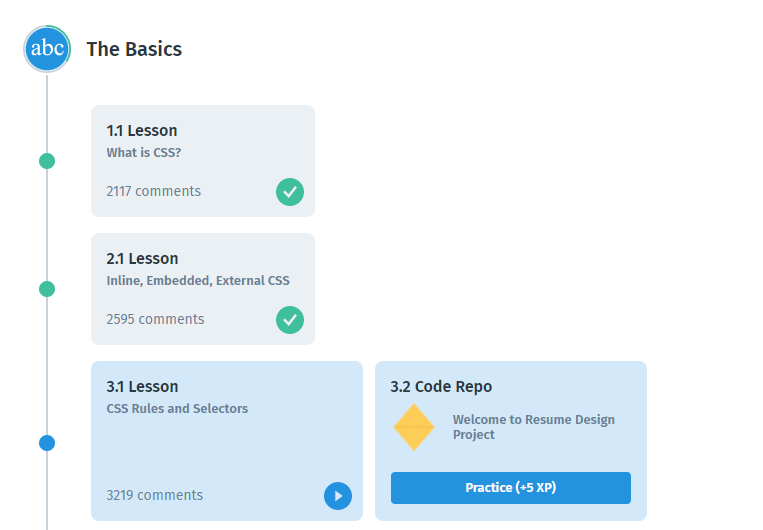 abc
The Basics
1.1 Lesson
What is CSS?
2117 comments
2.1 Lesson
Inline, Embedded, External CSS
2595 comments
3.1 Lesson
CSS Rules and Selectors
3219 comments
3.2 Code Repo
Welcome to Resume Design
Project
Practice (+5 XP)